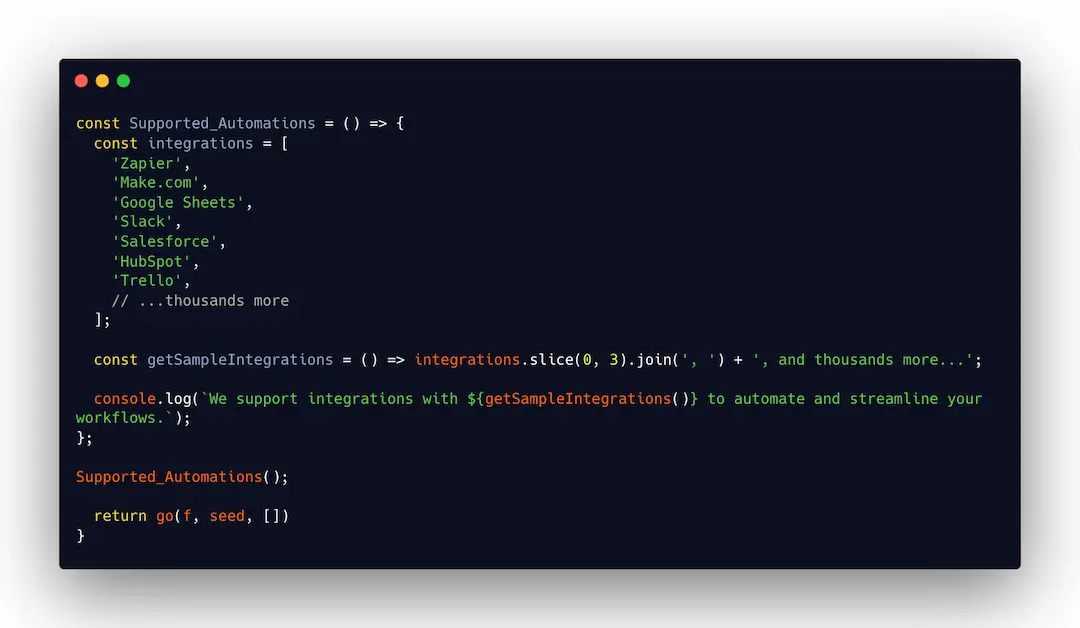 const Supported_Automations = () => {
  const integrations = [
    'Zapier',
    'Make.com',
    'Google Sheets',
    'Slack',
    'Salesforce',
    'HubSpot',
    'Trello',
    // ...thousands more
  ];

  const getSampleIntegrations = () => integrations.slice(0, 3).join(', ') + ', and thousands more...';

  console.log(`We support integrations with ${getSampleIntegrations()} to automate and streamline your
workflows.`);
};

Supported_Automations();

  return go(f, seed, [])
}